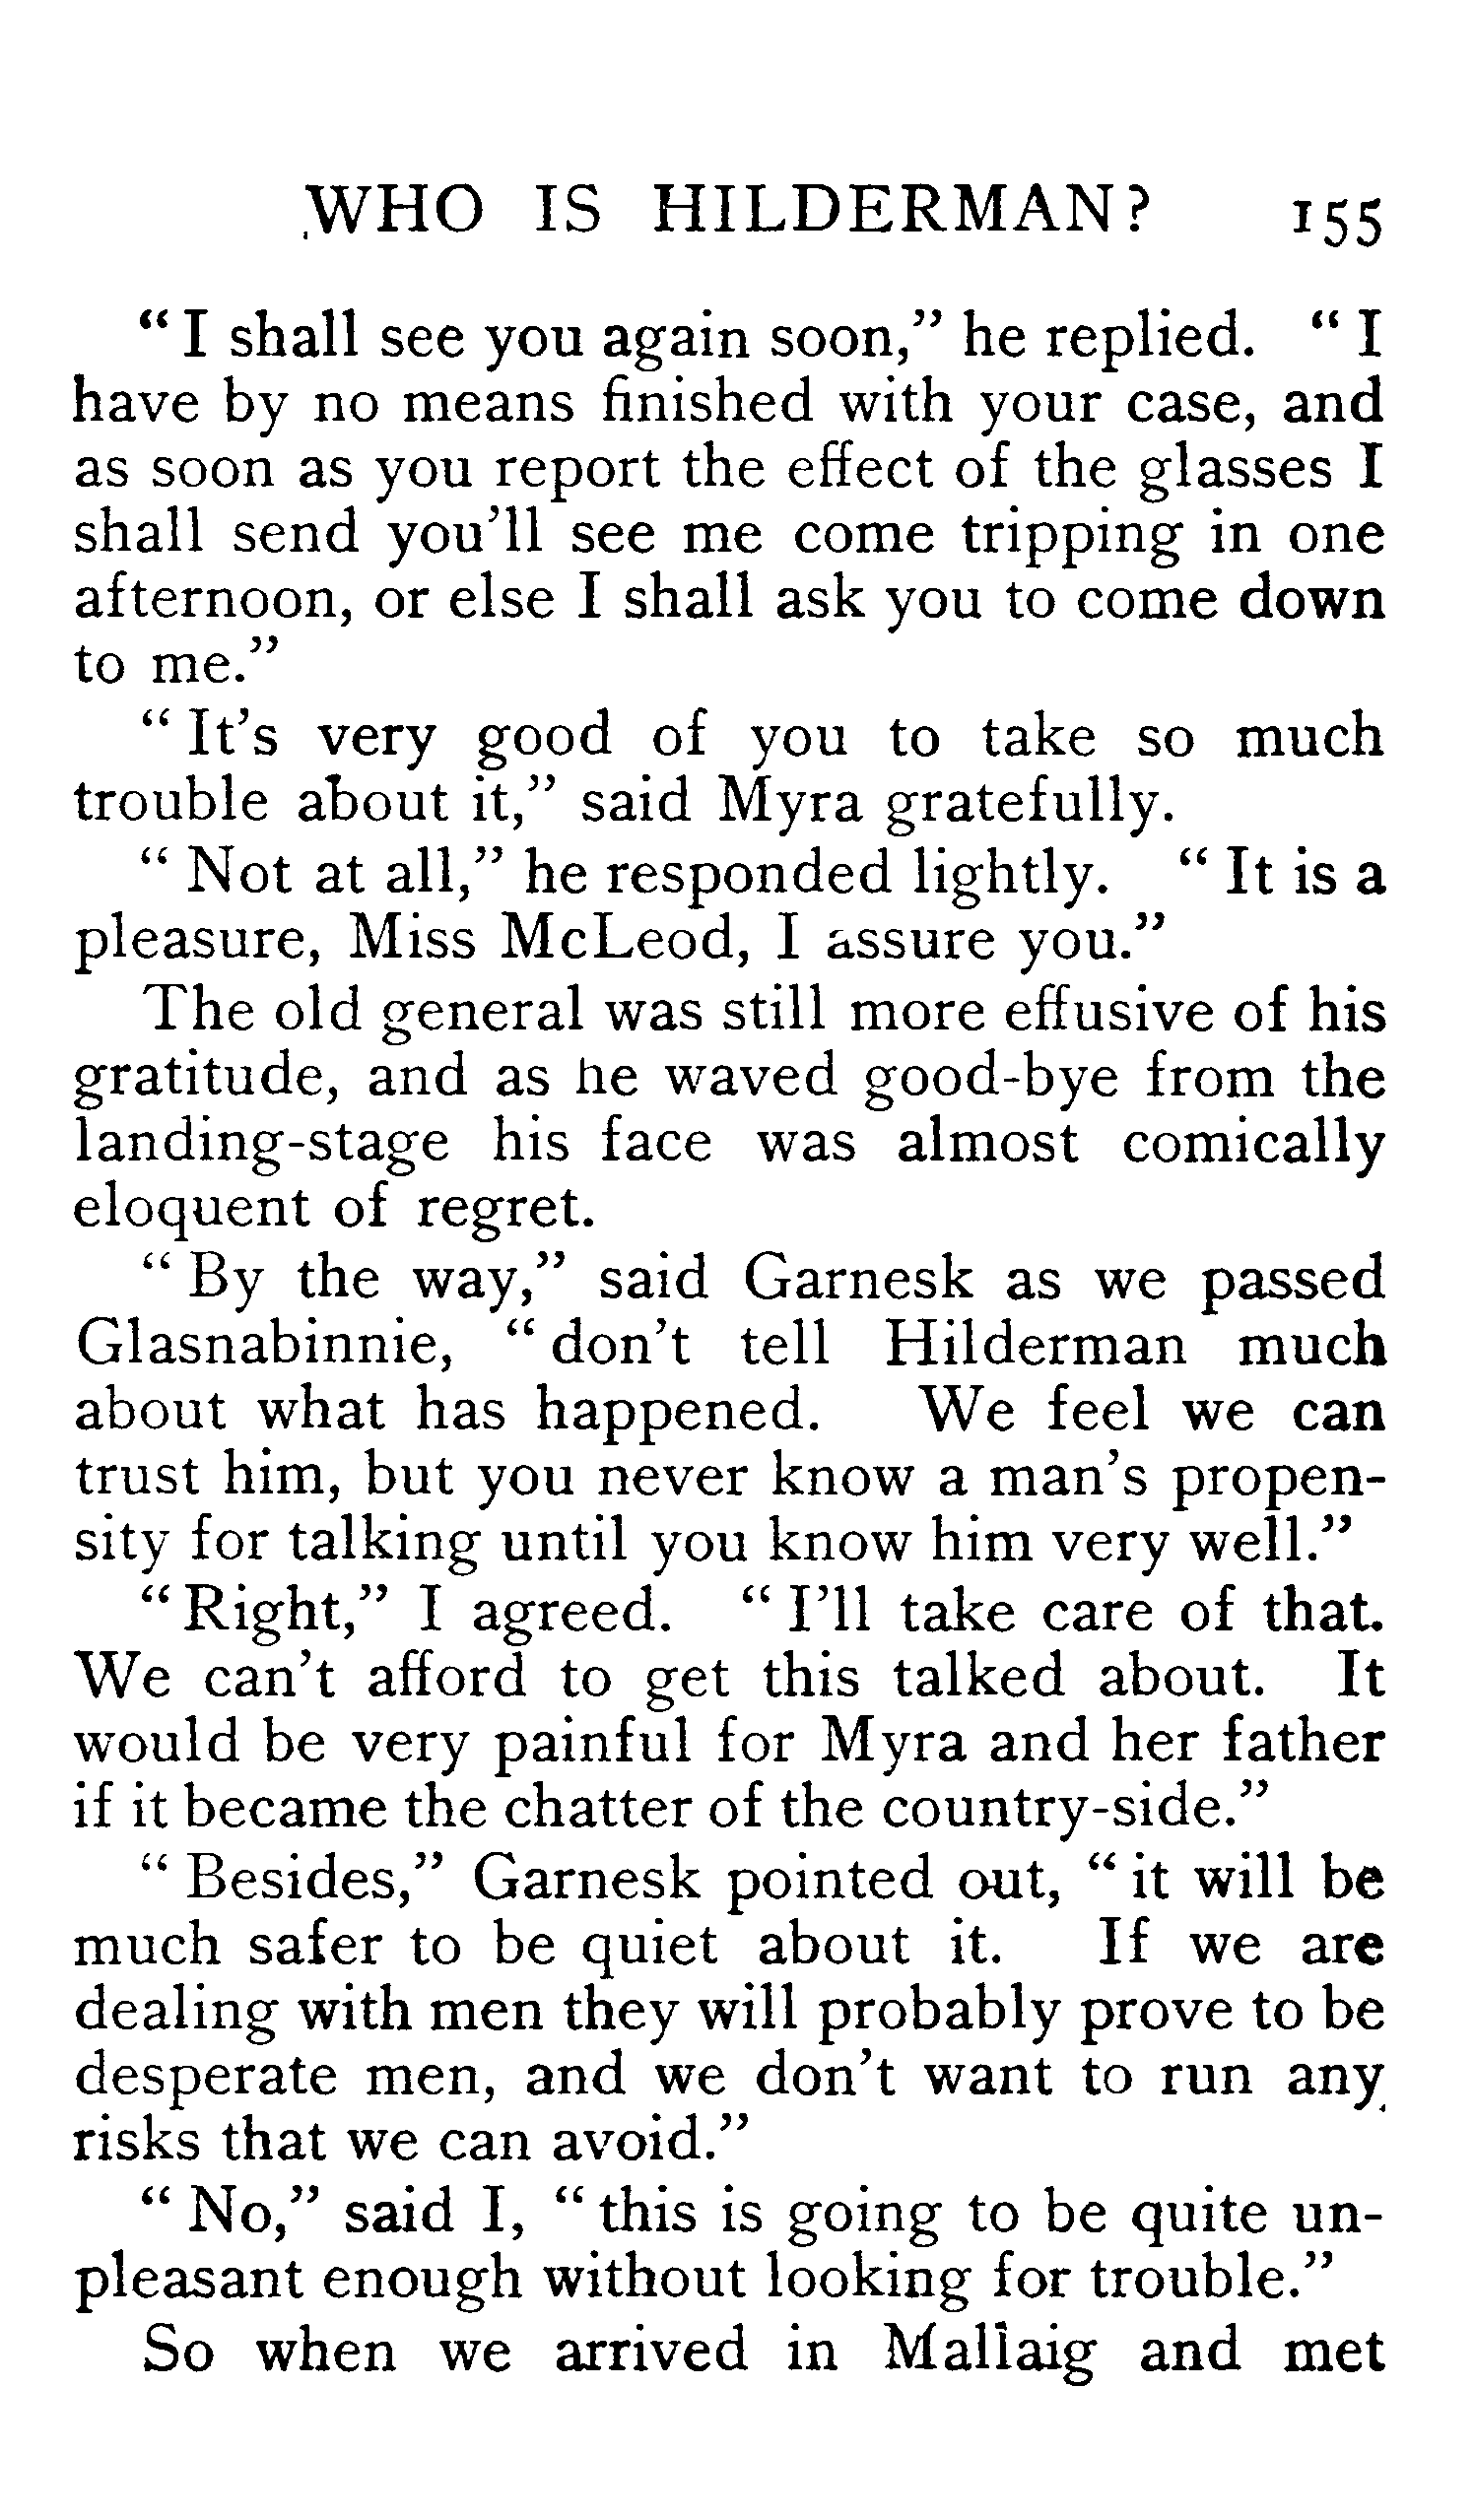 WHO IS HILDERMAN? 155
“ I shall see you again soon,” he replied. “ I
have by no means finished with your case, and
as soon as you report the effect of the glasses I
shall send you'll see me come tripping in one
afternoon, or else I shall ask you to come down
to me.”
“ It's very good of you to take so much
trouble about it,” said Myra gratefully.
“ Not at all,” he responded lightly. “ It is a
pleasure, Miss McLeod, I assure you.”
The old general was still more effusive of his
gratitude, and as he waved good-bye from the
landing-stage his face was almost comically
eloquent of regret.
“ By the way,” said Garnesk as we passed
Glasnabinnie, “ don't tell Hilderman much
about what has happened. We feel we can
trust him, but you never know a man's propen-
sity for talking until you know him very well.”
“ Right,” I agreed. “ I'll take care of that.
We can't afford to get this talked about. It
would be very painful for Myra and her father
if it became the chatter of the country-side.”
“ Besides,” Garnesk pointed out, “ it will be
much safer to be quiet about it. If we are
dealing with men they will probably prove to be
desperate men, and we don't want to run any
risks that we can avoid.”
“ No,” said I, “ this is going to be quite un-
pleasant enough without looking for trouble.”
So when we arrived in Mallaig and met